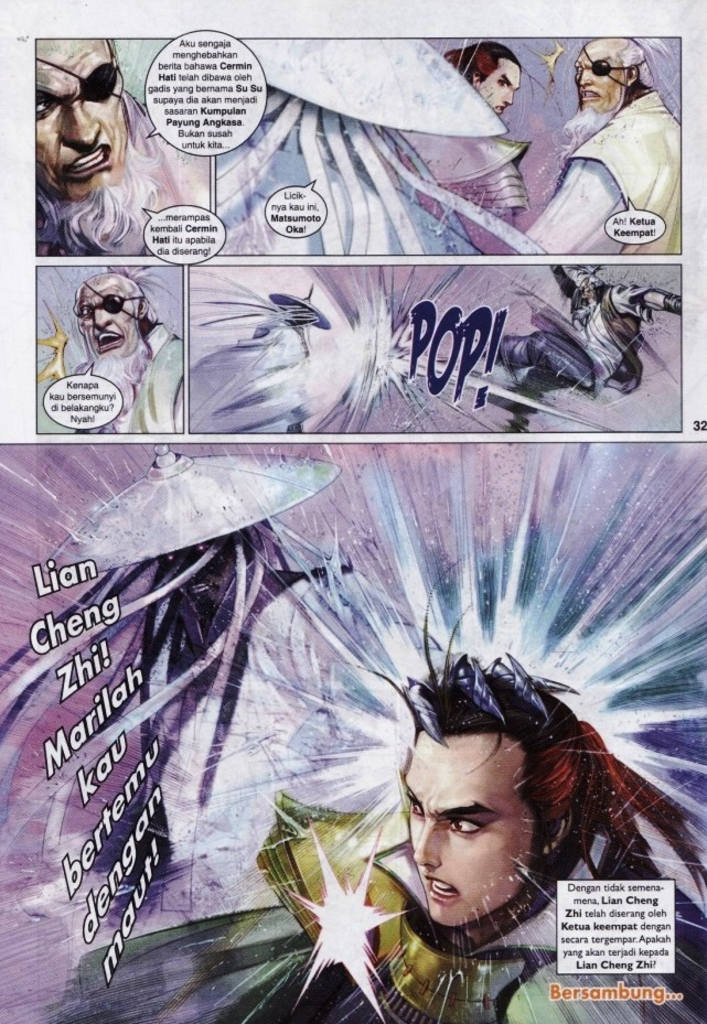 Aku sengaja
menghebahkan
berita bahawa Cermin
Hati telah dibawa oleh
gadis yang bernama Su Su
supaya dia akan menjadi
sasaran Kumpulan
Payung Angkasa.
Bukan susah
untuk kita...
...merampas
kembali Cermin
Hati itu apabila
dia diserang!
Licik-
nya kau ini,
Matsumoto
Oka!
Ah! Ketua
Keempat!
Kenapa
kau bersemunyi
di belakangku?
Nyah!
POP!
32
Lian
Cheng
Zhi!
Marilah
kau
bertemu
dengan
maut!
Dengan tidak semena-
mena, Lian Cheng
Zhi telah diserang oleh
Ketua keempat dengan
secara tergempar. Apakah
yang akan terjadi kepada
Lian Cheng Zhi?
Bersambung...